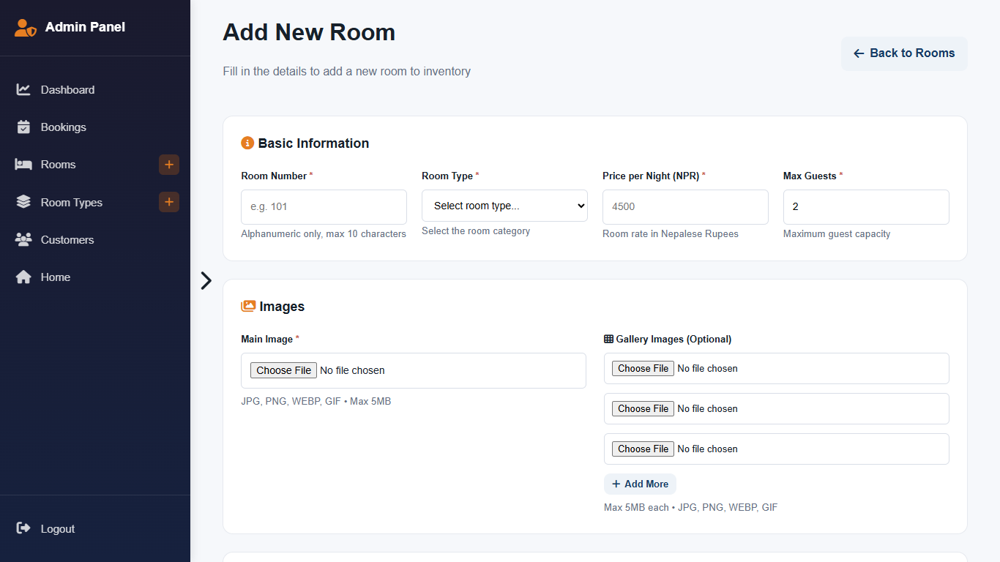 Admin Panel
Dashboard
Bookings
Rooms
Room Types
Customers
Home
Logout
Add New Room
Fill in the details to add a new room to inventory
Back to Rooms
Basic Information
Room Number *
e.g. 101
Alphanumeric only, max 10 characters
Room Type *
Select room type...
Select the room category
Price per Night (NPR) *
4500
Room rate in Nepalese Rupees
Max Guests *
2
Maximum guest capacity
Images
Main Image *
Choose File No file chosen
JPG, PNG, WEBP, GIF • Max 5MB
Gallery Images (Optional)
Choose File No file chosen
Choose File No file chosen
Choose File No file chosen
+ Add More
Max 5MB each • JPG, PNG, WEBP, GIF